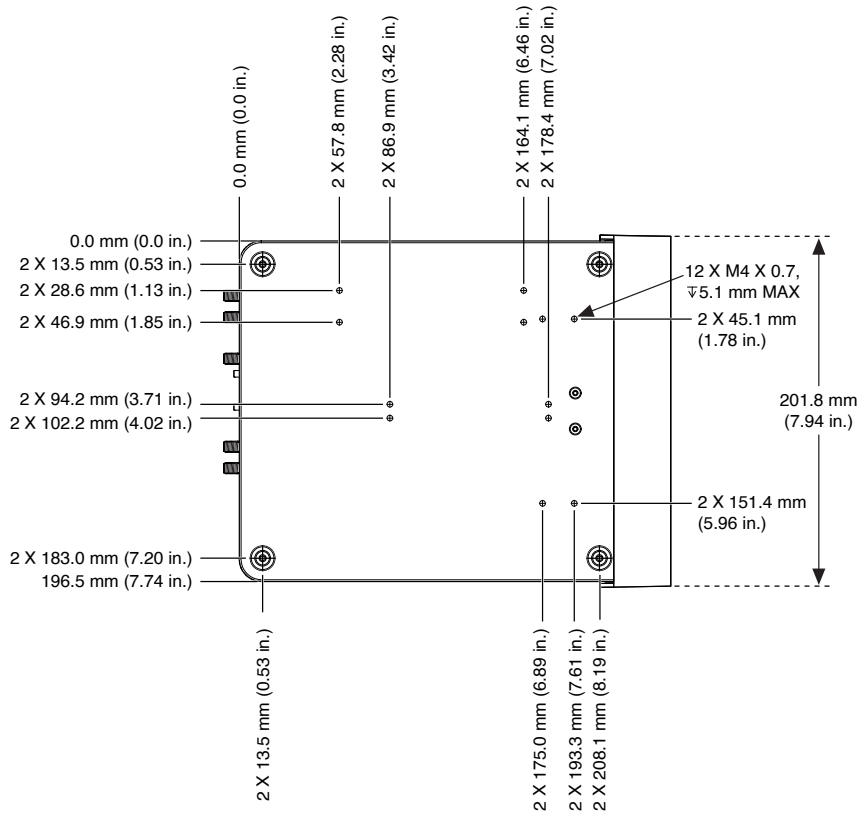 0.0 mm (0.0 in.)
2 X 57.8 mm (2.28 in.)
2 X 86.9 mm (3.42 in.)
2 X 164.1 mm (6.46 in.)
2 X 178.4 mm (7.02 in.)
0.0 mm (0.0 in.)
2 X 13.5 mm (0.53 in.)
2 X 28.6 mm (1.13 in.)
2 X 46.9 mm (1.85 in.)
2 X 94.2 mm (3.71 in.)
2 X 102.2 mm (4.02 in.)
2 X 183.0 mm (7.20 in.)
196.5 mm (7.74 in.)
12 X M4 X 0.7,
↧5.1 mm MAX
2 X 45.1 mm
(1.78 in.)
201.8 mm
(7.94 in.)
2 X 151.4 mm
(5.96 in.)
2 X 13.5 mm (0.53 in.)
2 X 175.0 mm (6.89 in.)
2 X 193.3 mm (7.61 in.)
2 X 208.1 mm (8.19 in.)